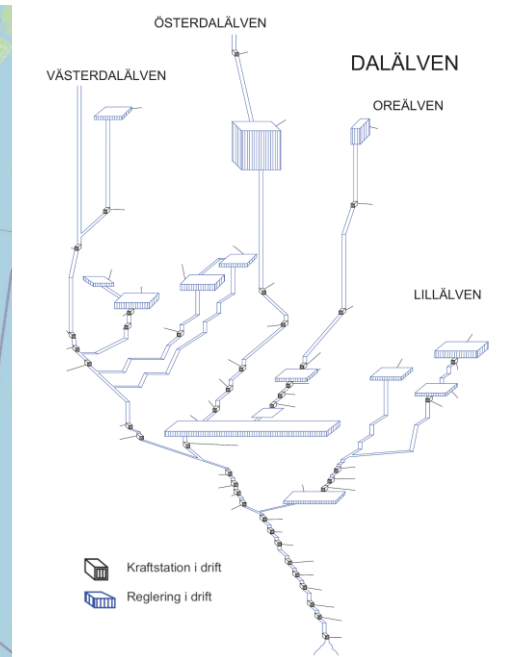 ÖSTERDALÄLVEN
DALÄLVEN
VÄSTERDALÄLVEN
OREÄLVEN
LILLÄLVEN
Kraftstation i drift
Reglering i drift